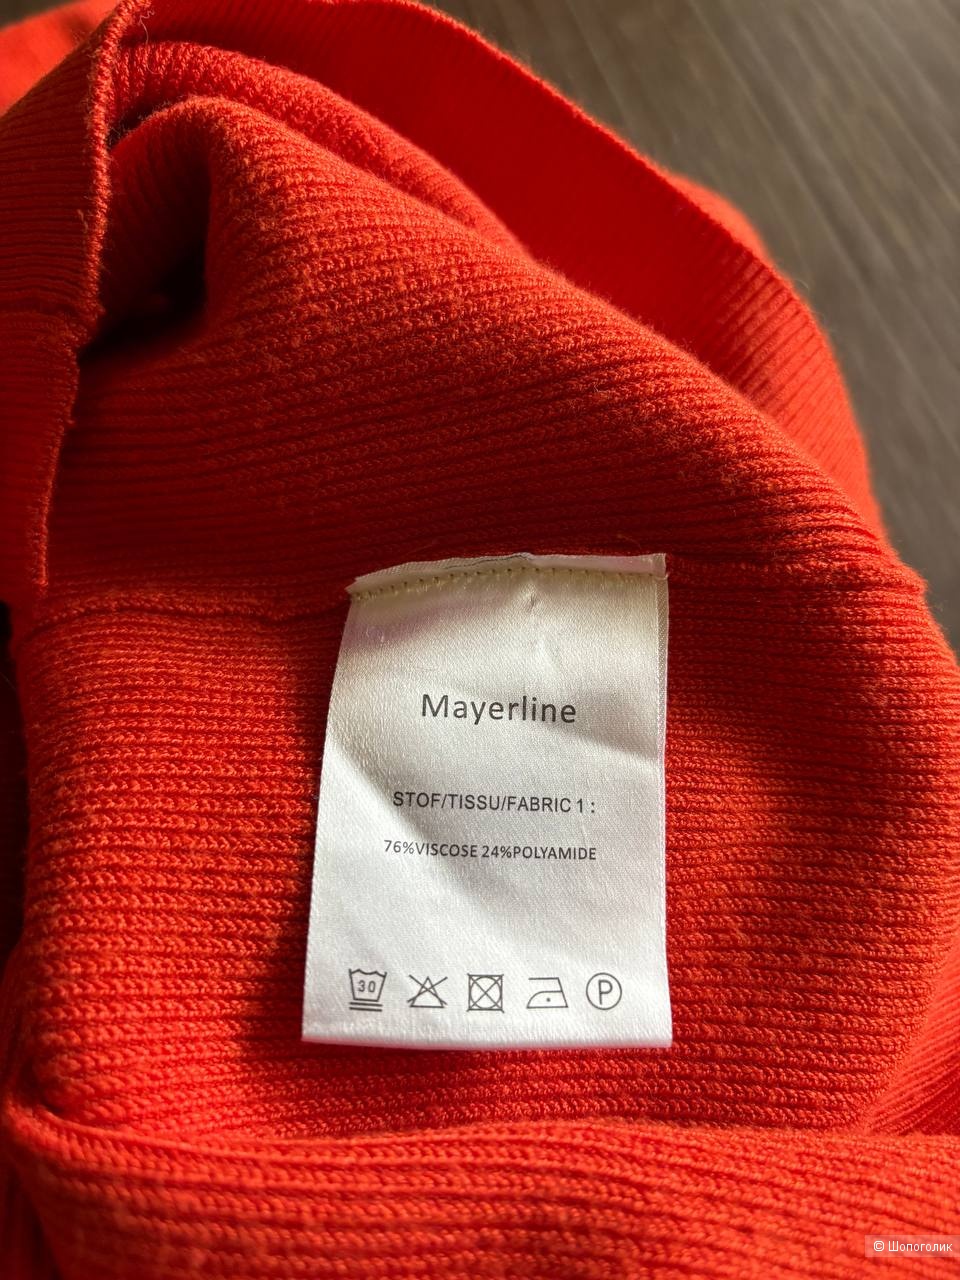 Mayerline
STOF/TISSU/FABRIC 1 :
76%VISCOSE 24%POLYAMIDE
30
P
© Шопоголик